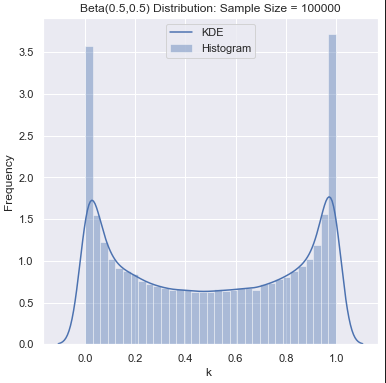 Beta(0.5,0.5) Distribution: Sample Size = 100000
KDE
Histogram
Frequency
3.5
3.0
2.5
2.0
1.5
1.0
0.5
0.0
0.0 0.2 0.4 0.6 0.8 1.0
k